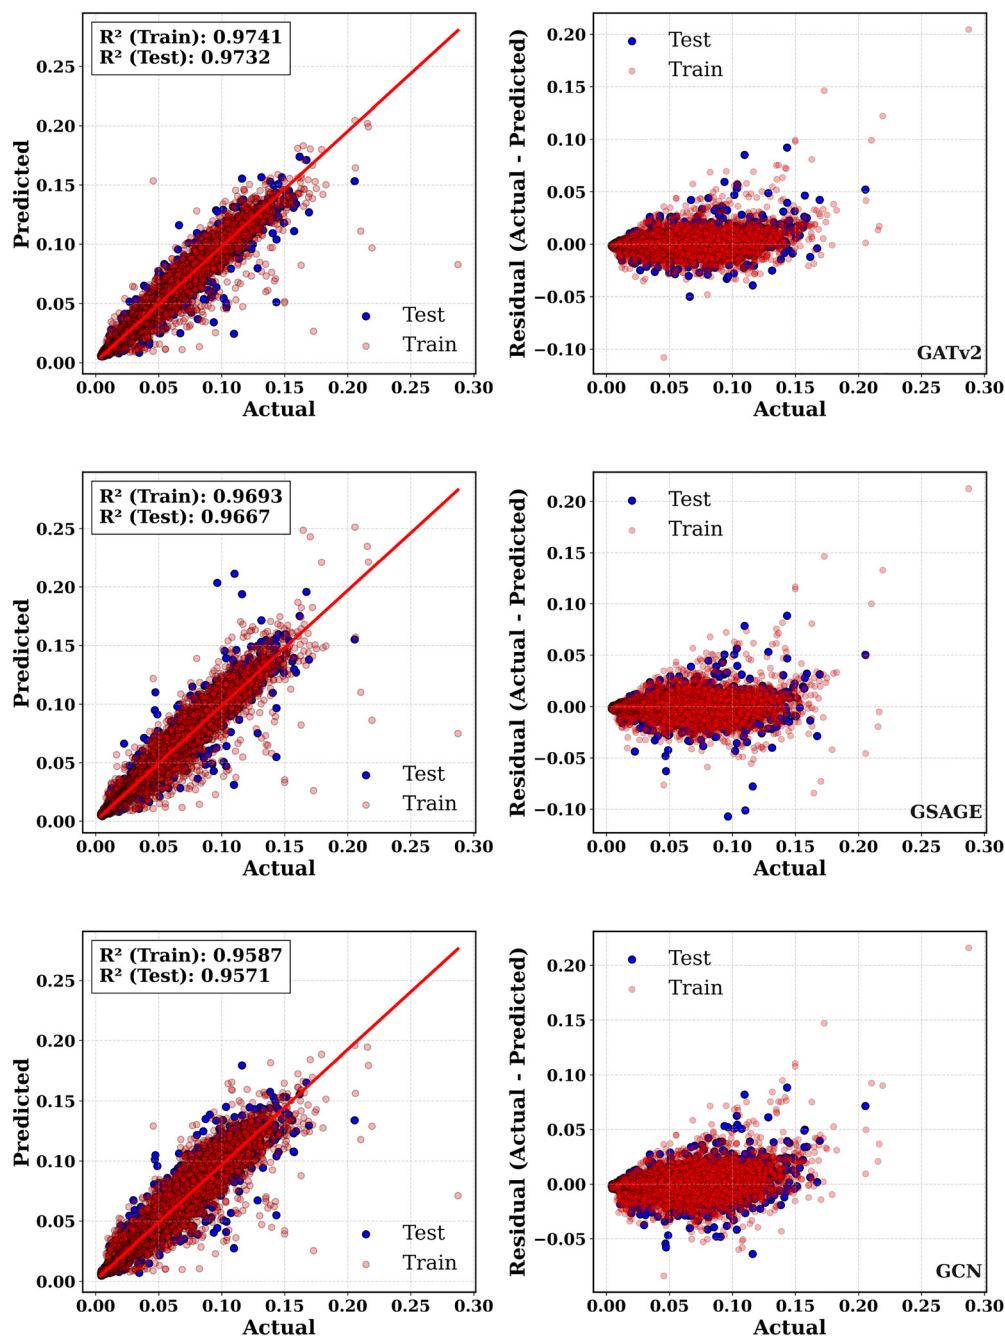 R² (Train): 0.9741
R² (Test): 0.9732
Predicted
0.25
0.20
0.15
0.10
0.05
0.00
Test
Train
0.00 0.05 0.10 0.15 0.20 0.25 0.30
Actual
Residual (Actual - Predicted)
0.20
0.15
0.10
0.05
0.00
−0.05
−0.10
Test
Train
GATv2
0.00 0.05 0.10 0.15 0.20 0.25 0.30
Actual
R² (Train): 0.9693
R² (Test): 0.9667
Predicted
0.25
0.20
0.15
0.10
0.05
0.00
Test
Train
0.00 0.05 0.10 0.15 0.20 0.25 0.30
Actual
Residual (Actual - Predicted)
0.20
0.15
0.10
0.05
0.00
−0.05
−0.10
Test
Train
GSAGE
0.00 0.05 0.10 0.15 0.20 0.25 0.30
Actual
R² (Train): 0.9587
R² (Test): 0.9571
Predicted
0.25
0.20
0.15
0.10
0.05
0.00
Test
Train
0.00 0.05 0.10 0.15 0.20 0.25 0.30
Actual
Residual (Actual - Predicted)
0.20
0.15
0.10
0.05
0.00
−0.05
Test
Train
GCN
0.00 0.05 0.10 0.15 0.20 0.25 0.30
Actual